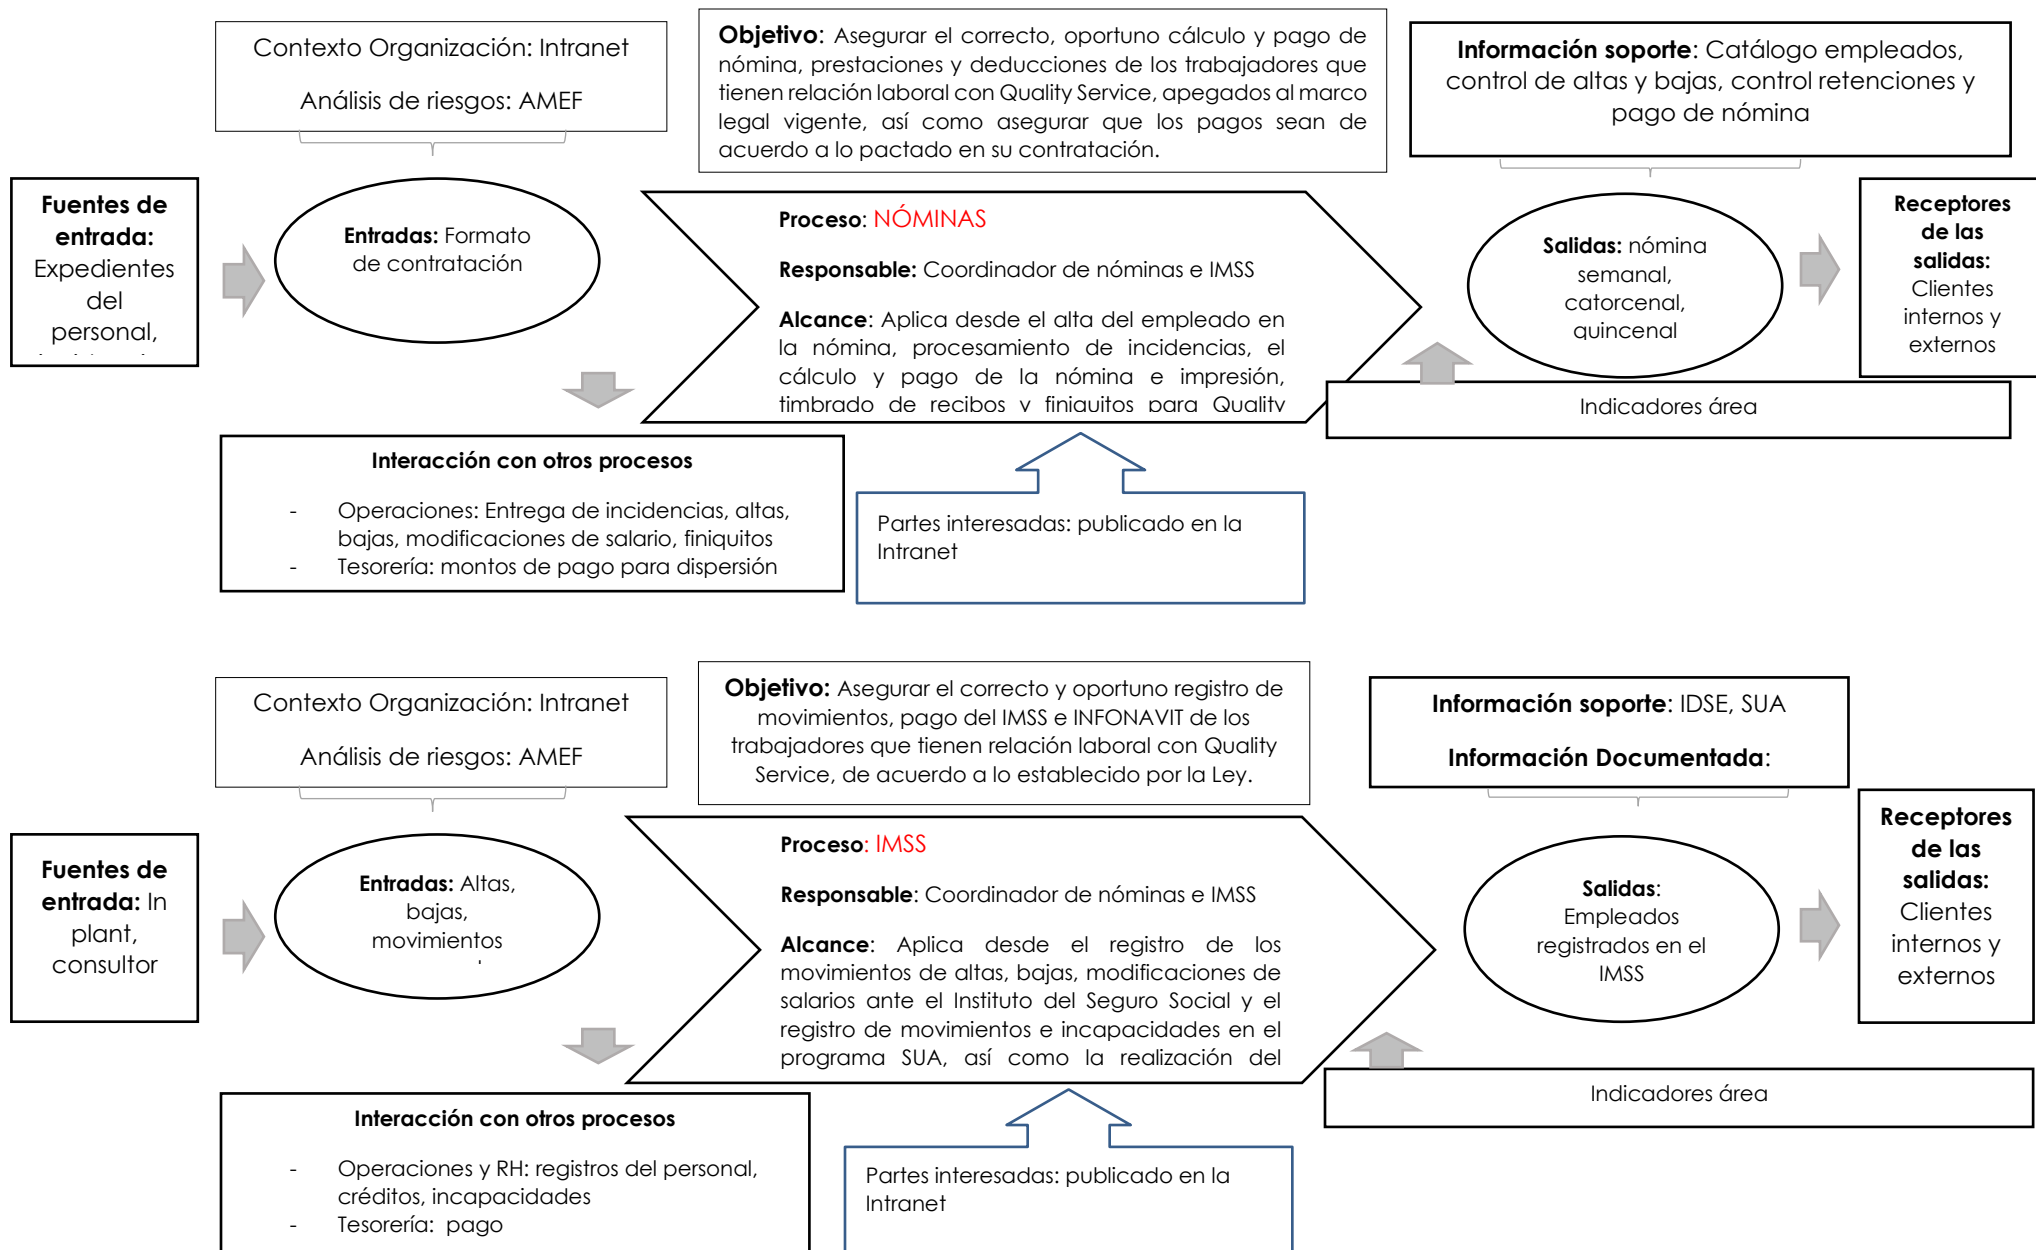 Contexto Organización: Intranet
Análisis de riesgos: AMEF
Objetivo: Asegurar el correcto, oportuno cálculo y pago de
nómina, prestaciones y deducciones de los trabajadores que
tienen relación laboral con Quality Service, apegados al marco
legal vigente, así como asegurar que los pagos sean de
acuerdo a lo pactado en su contratación.
Información soporte: Catálogo empleados,
control de altas y bajas, control retenciones y
pago de nómina
Fuentes de
entrada:
Expedientes
del
personal,
Entradas: Formato
de contratación
Proceso: NÓMINAS
Responsable: Coordinador de nóminas e IMSS
Alcance: Aplica desde el alta del empleado en
la nómina, procesamiento de incidencias, el
cálculo y pago de la nómina e impresión,
timbrado de recibos y finiquitos para Quality
Salidas: nómina
semanal,
catorcenal,
quincenal
Receptores
de las
salidas:
Clientes
internos y
externos
Indicadores área
Interacción con otros procesos
- Operaciones: Entrega de incidencias, altas,
bajas, modificaciones de salario, finiquitos
- Tesorería: montos de pago para dispersión
Partes interesadas: publicado en la
Intranet
Contexto Organización: Intranet
Análisis de riesgos: AMEF
Objetivo: Asegurar el correcto y oportuno registro de
movimientos, pago del IMSS e INFONAVIT de los
trabajadores que tienen relación laboral con Quality
Service, de acuerdo a lo establecido por la Ley.
Información soporte: IDSE, SUA
Información Documentada:
Fuentes de
entrada: In
plant,
consultor
Entradas: Altas,
bajas,
movimientos
Proceso: IMSS
Responsable: Coordinador de nóminas e IMSS
Alcance: Aplica desde el registro de los
movimientos de altas, bajas, modificaciones de
salarios ante el Instituto del Seguro Social y el
registro de movimientos e incapacidades en el
programa SUA, así como la realización del
Salidas:
Empleados
registrados en el
IMSS
Receptores
de las
salidas:
Clientes
internos y
externos
Indicadores área
Interacción con otros procesos
- Operaciones y RH: registros del personal,
créditos, incapacidades
- Tesorería: pago
Partes interesadas: publicado en la
Intranet